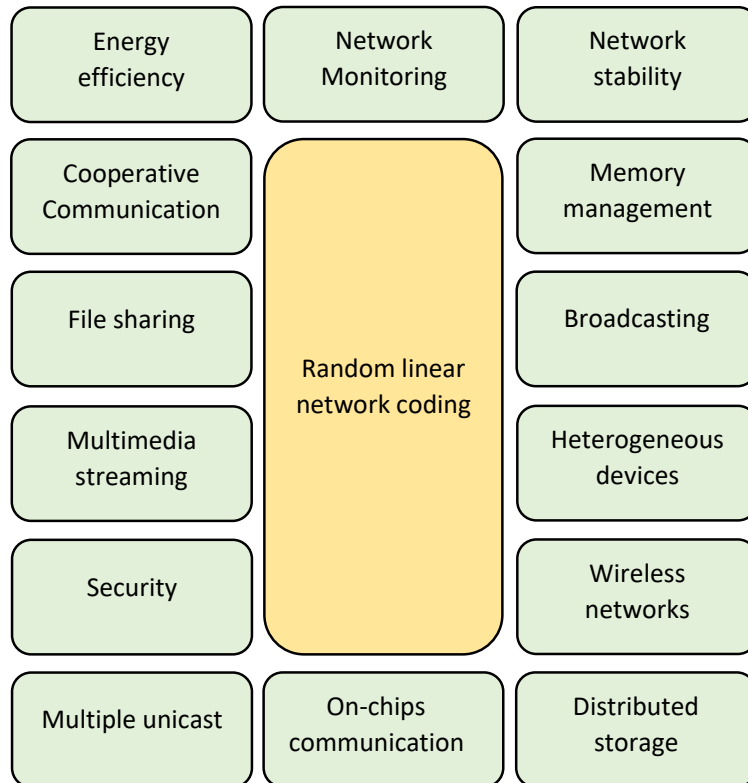 Energy
efficiency
Network
Monitoring
Network
stability
Cooperative
Communication
Memory
management
File sharing
Broadcasting
Random linear
network coding
Multimedia
streaming
Heterogeneous
devices
Security
Wireless
networks
Multiple unicast
On-chips
communication
Distributed
storage